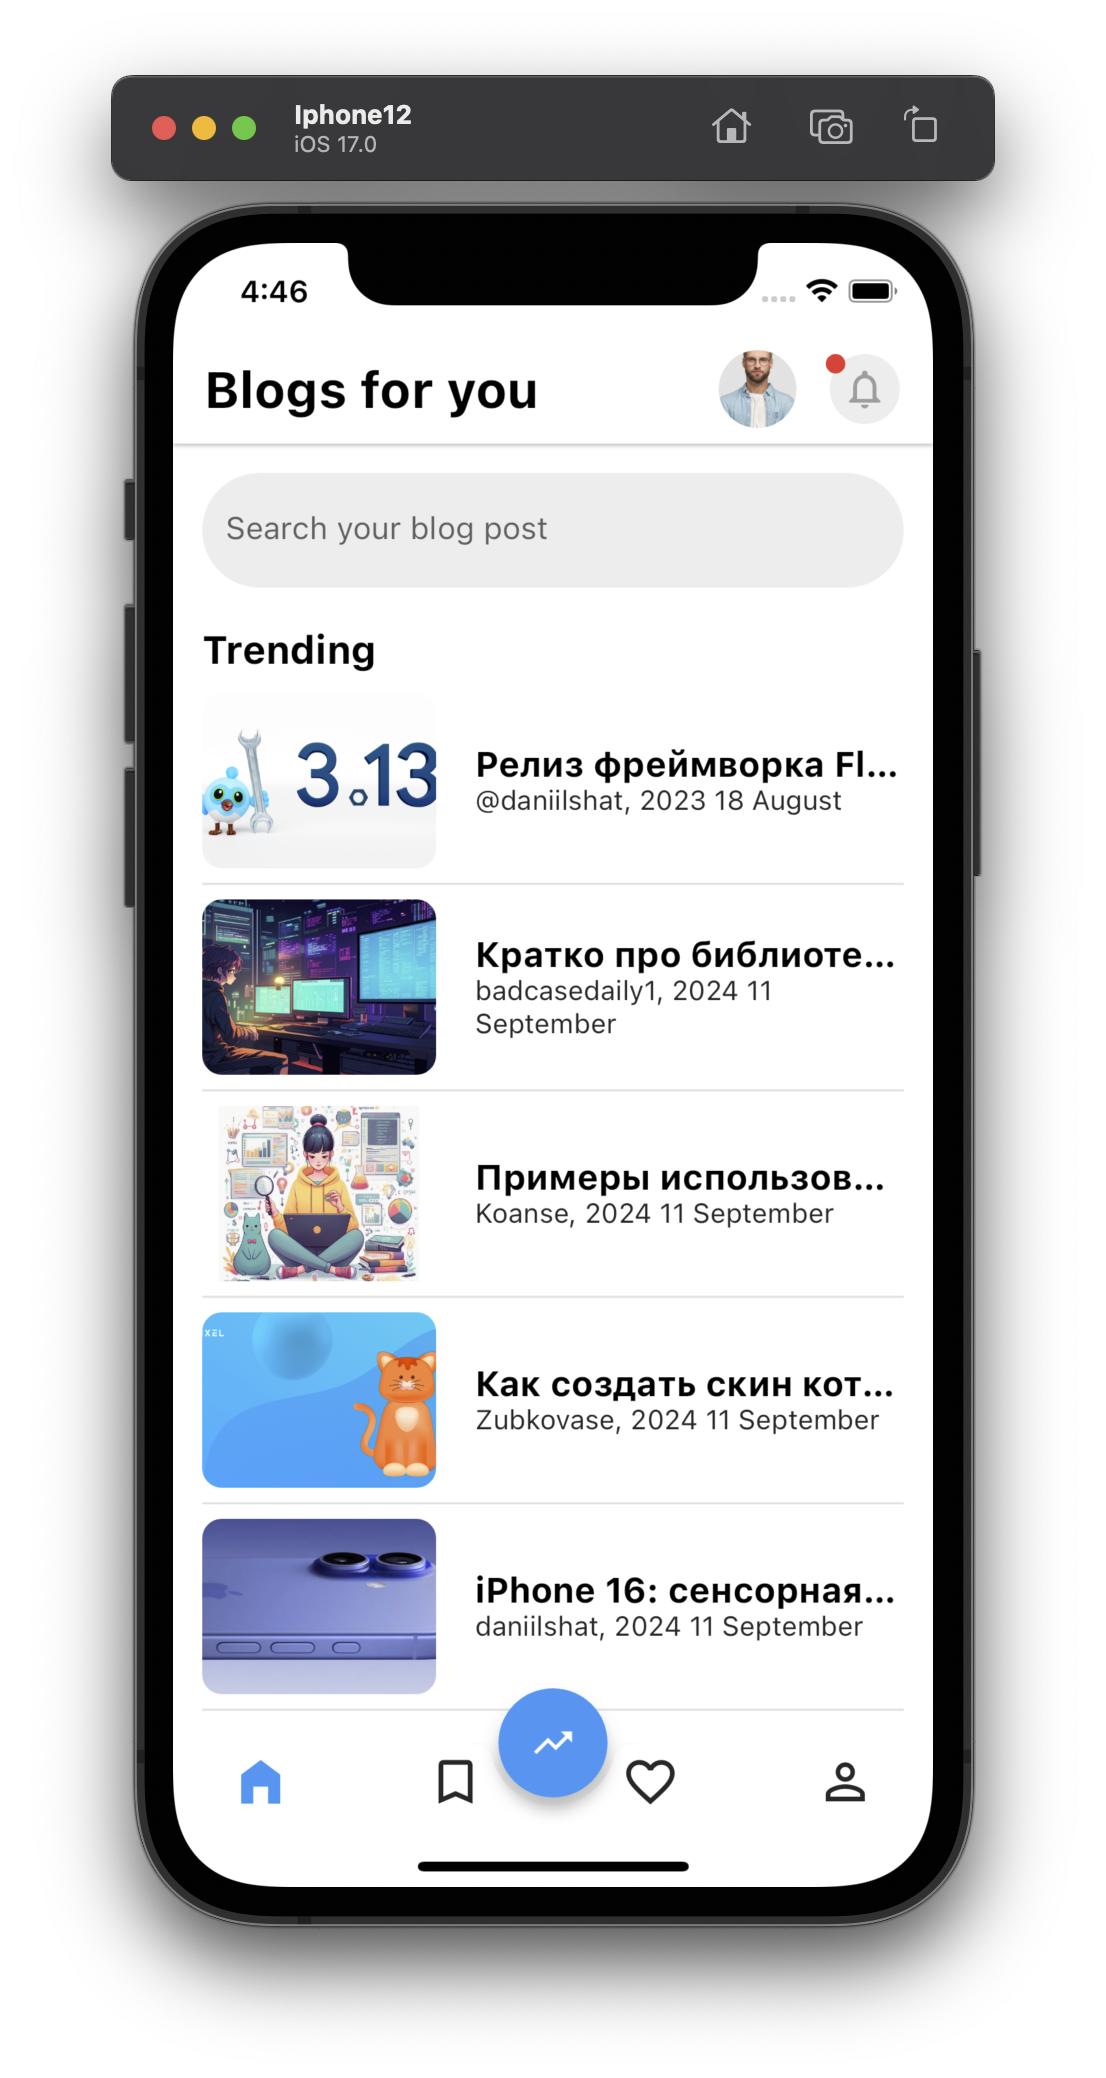 Iphone12
iOS 17.0
4:46
Blogs for you
Search your blog post
Trending
3.13
Релиз фреймворка Fl...
@daniilshat, 2023 18 August
Кратко про библиоте...
badcasedaily1, 2024 11
September
Примеры использов...
Koanse, 2024 11 September
XEL
Как создать скин кот...
Zubkovase, 2024 11 September
iPhone 16: сенсорная...
daniilshat, 2024 11 September